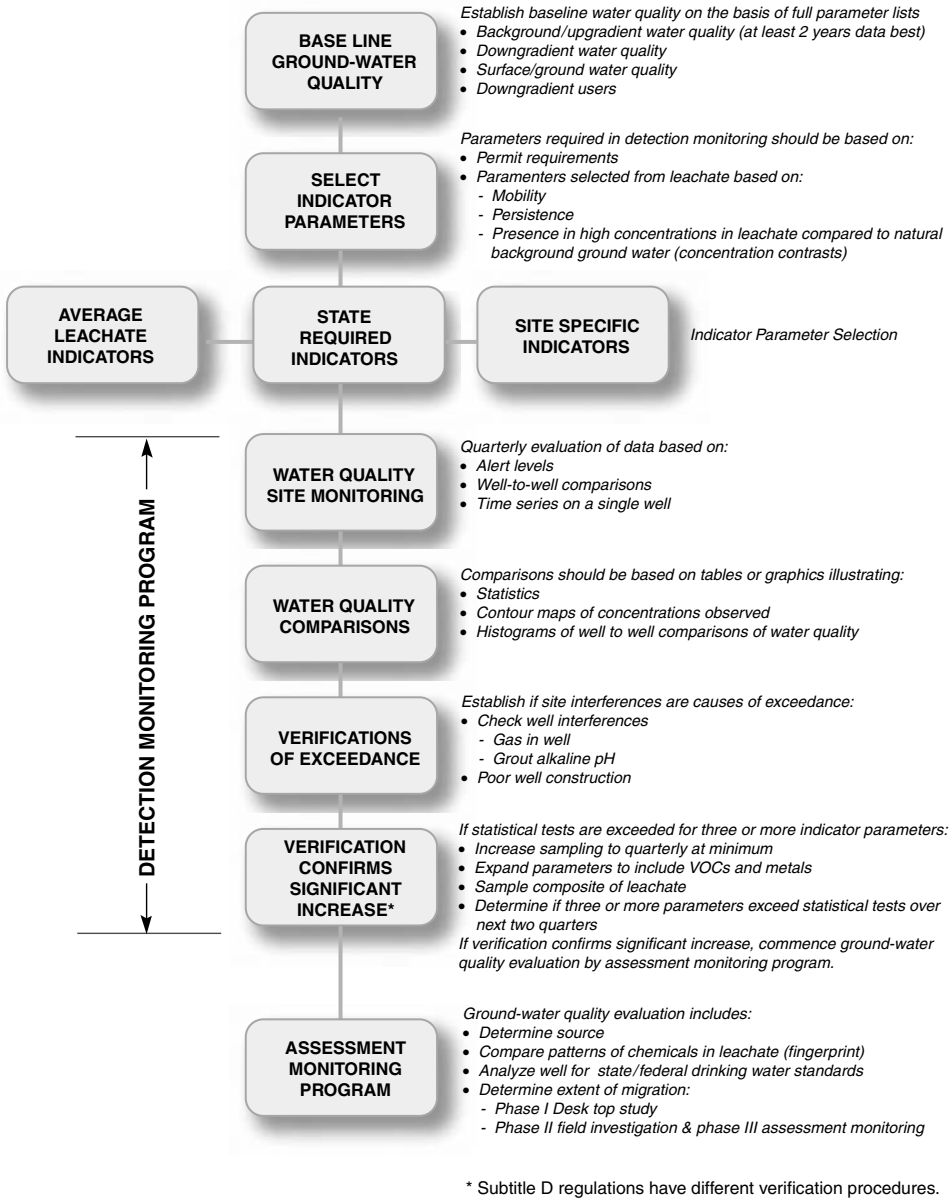 BASE LINE
GROUND-WATER
QUALITY
Establish baseline water quality on the basis of full parameter lists
• Background/upgradient water quality (at least 2 years data best)
• Downgradient water quality
• Surface/ground water quality
• Downgradient users
SELECT
INDICATOR
PARAMETERS
Parameters required in detection monitoring should be based on:
• Permit requirements
• Paramenters selected from leachate based on:
- Mobility
- Persistence
- Presence in high concentrations in leachate compared to natural
background ground water (concentration contrasts)
AVERAGE
LEACHATE
INDICATORS
STATE
REQUIRED
INDICATORS
SITE SPECIFIC
INDICATORS
Indicator Parameter Selection
DETECTION MONITORING PROGRAM
WATER QUALITY
SITE MONITORING
Quarterly evaluation of data based on:
• Alert levels
• Well-to-well comparisons
• Time series on a single well
WATER QUALITY
COMPARISONS
Comparisons should be based on tables or graphics illustrating:
• Statistics
• Contour maps of concentrations observed
• Histograms of well to well comparisons of water quality
VERIFICATIONS
OF EXCEEDANCE
Establish if site interferences are causes of exceedance:
• Check well interferences
- Gas in well
- Grout alkaline pH
• Poor well construction
VERIFICATION
CONFIRMS
SIGNIFICANT
INCREASE*
If statistical tests are exceeded for three or more indicator parameters:
• Increase sampling to quarterly at minimum
• Expand parameters to include VOCs and metals
• Sample composite of leachate
• Determine if three or more parameters exceed statistical tests over
next two quarters
If verification confirms significant increase, commence ground-water
quality evaluation by assessment monitoring program.
ASSESSMENT
MONITORING
PROGRAM
Ground-water quality evaluation includes:
• Determine source
• Compare patterns of chemicals in leachate (fingerprint)
• Analyze well for state/federal drinking water standards
• Determine extent of migration:
- Phase I Desk top study
- Phase II field investigation & phase III assessment monitoring
* Subtitle D regulations have different verification procedures.